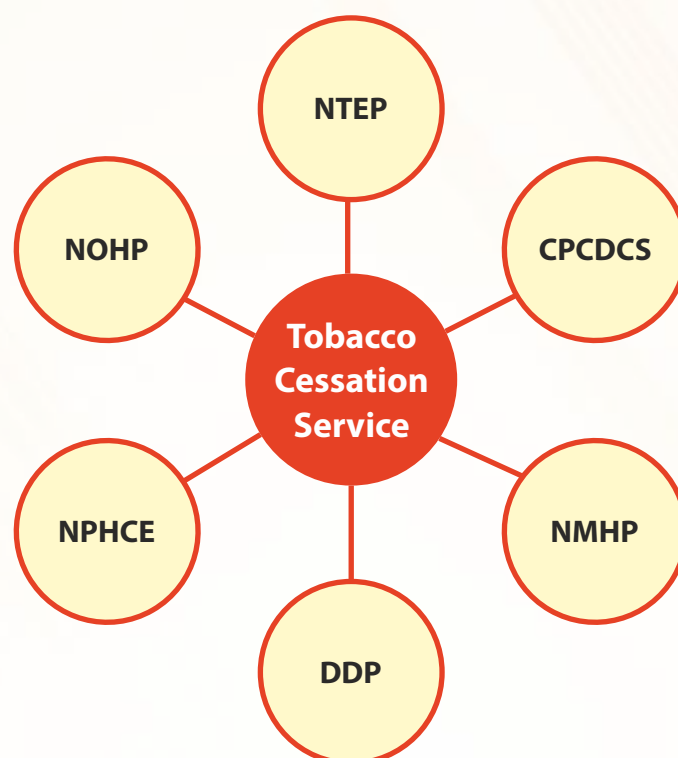 NTEP
NOHP
CPCDCS
Tobacco
Cessation
Service
NPHCE
NMHP
DDP